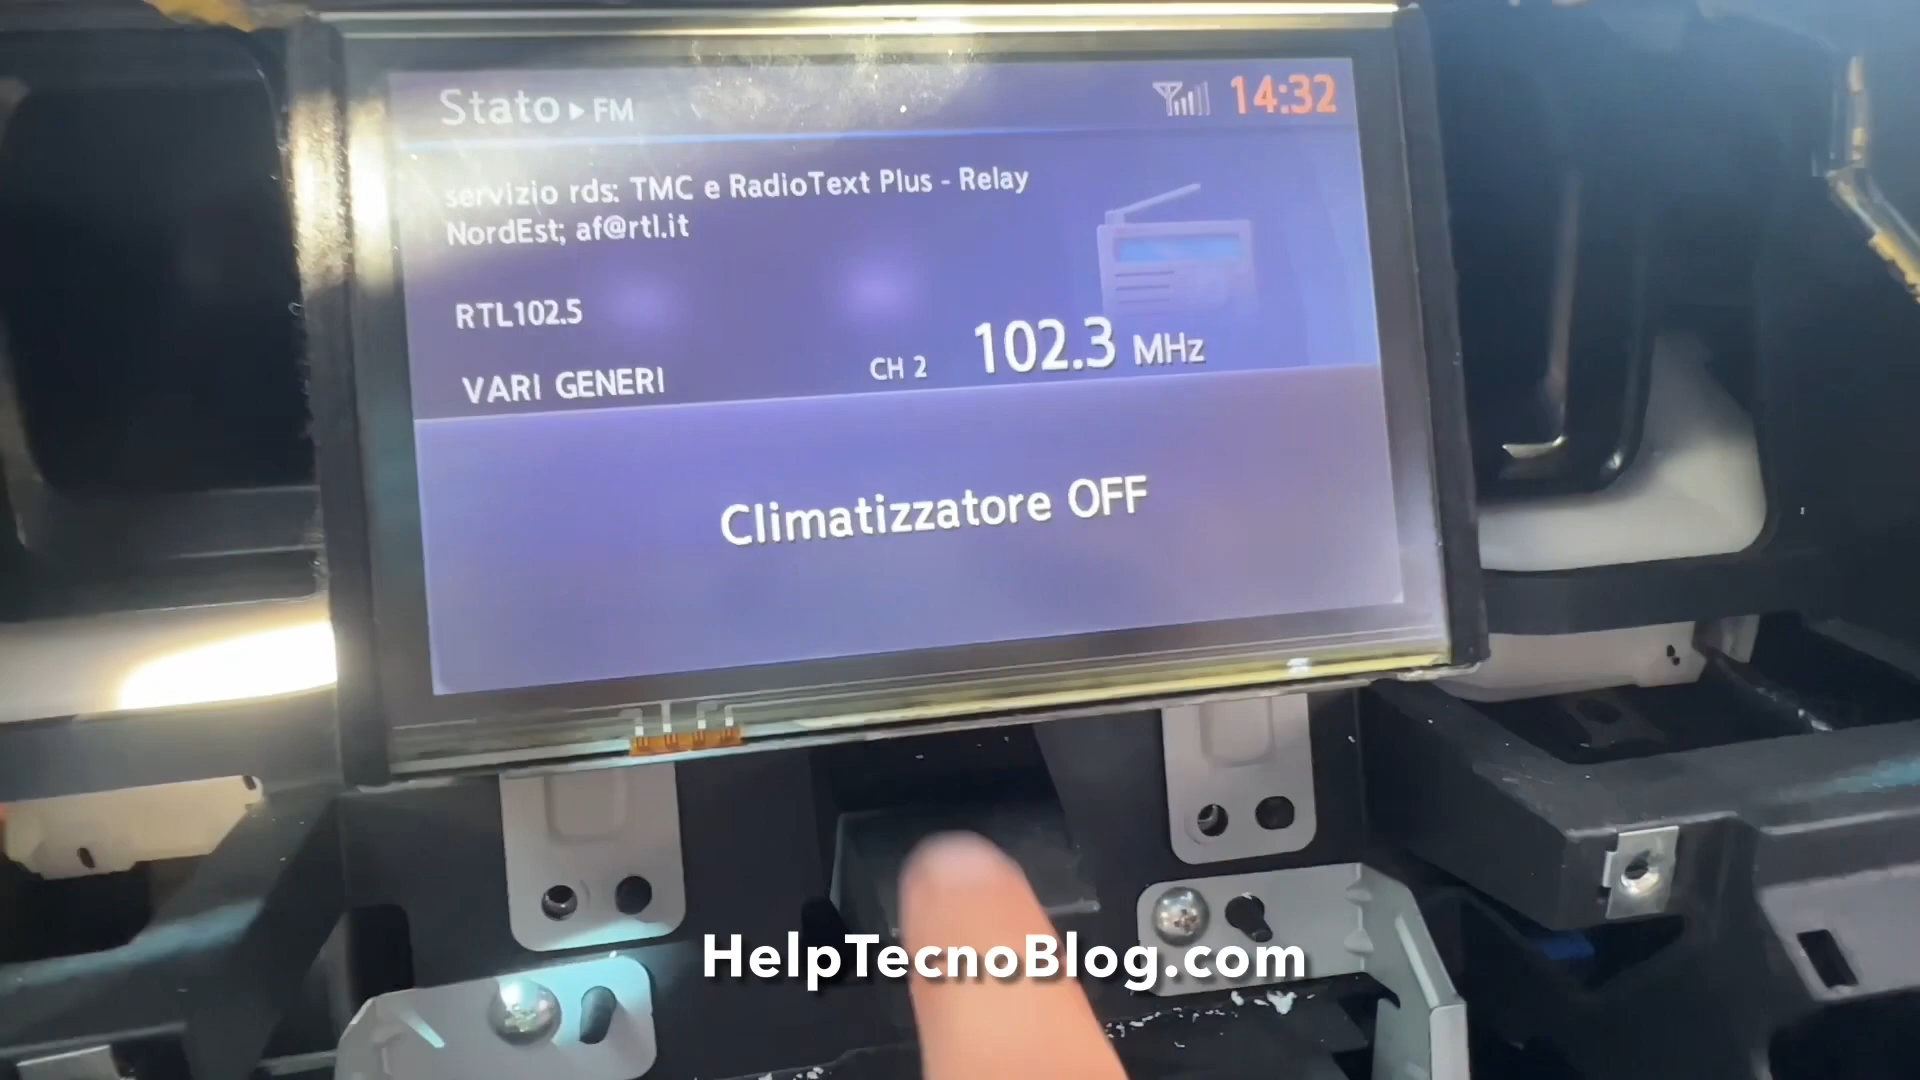 Stato ▸ FM
14:32
servizio rds: TMC e RadioText Plus - Relay
NordEst; af@rtl.it
RTL102.5
VARI GENERI
CH 2 102.3 MHz
Climatizzatore OFF
HelpTecnoBlog.com